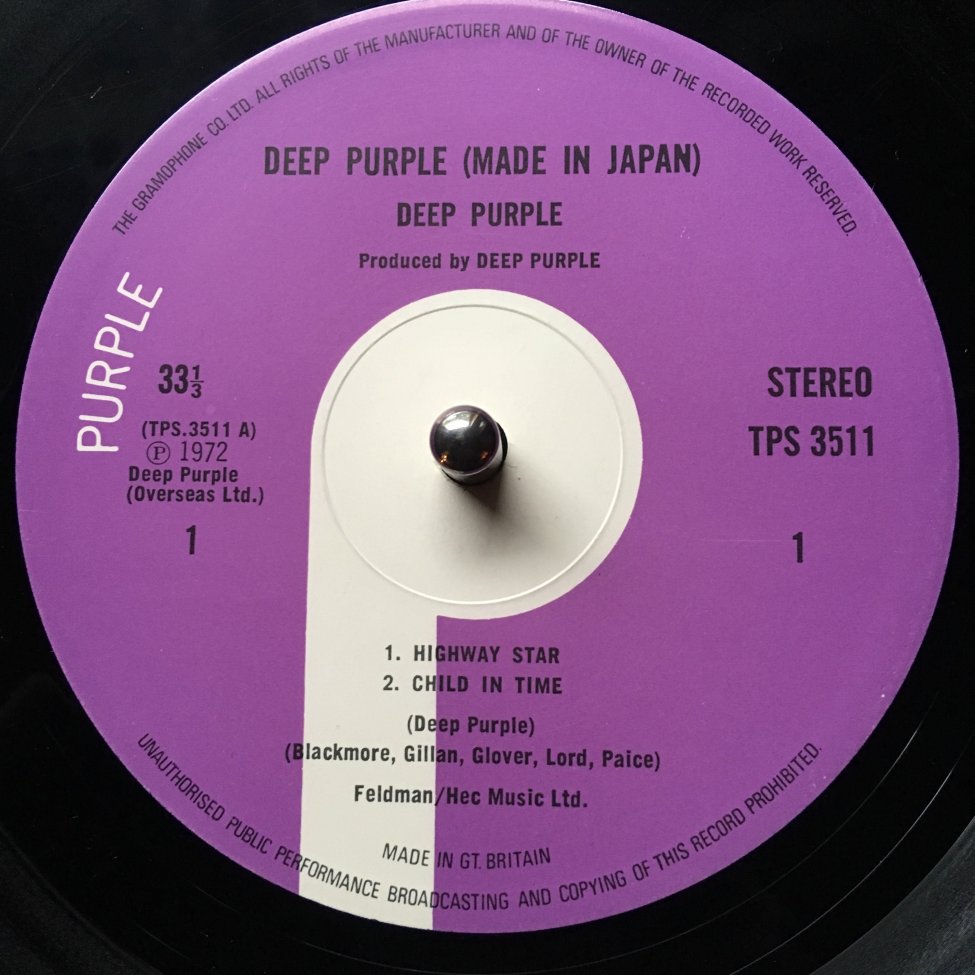 THE GRAMOPHONE CO. LTD. ALL RIGHTS OF THE MANUFACTURER AND OF THE OWNER OF THE RECORDED WORK RESERVED.
DEEP PURPLE (MADE IN JAPAN)
DEEP PURPLE
Produced by DEEP PURPLE
PURPLE
33⅓
STEREO
(TPS.3511 A)
TPS 3511
Ⓟ 1972
Deep Purple
(Overseas Ltd.)
1
1
1. HIGHWAY STAR
2. CHILD IN TIME
(Deep Purple)
(Blackmore, Gillan, Glover, Lord, Paice)
Feldman/Hec Music Ltd.
MADE IN GT. BRITAIN
UNAUTHORISED PUBLIC PERFORMANCE BROADCASTING AND COPYING OF THIS RECORD PROHIBITED.